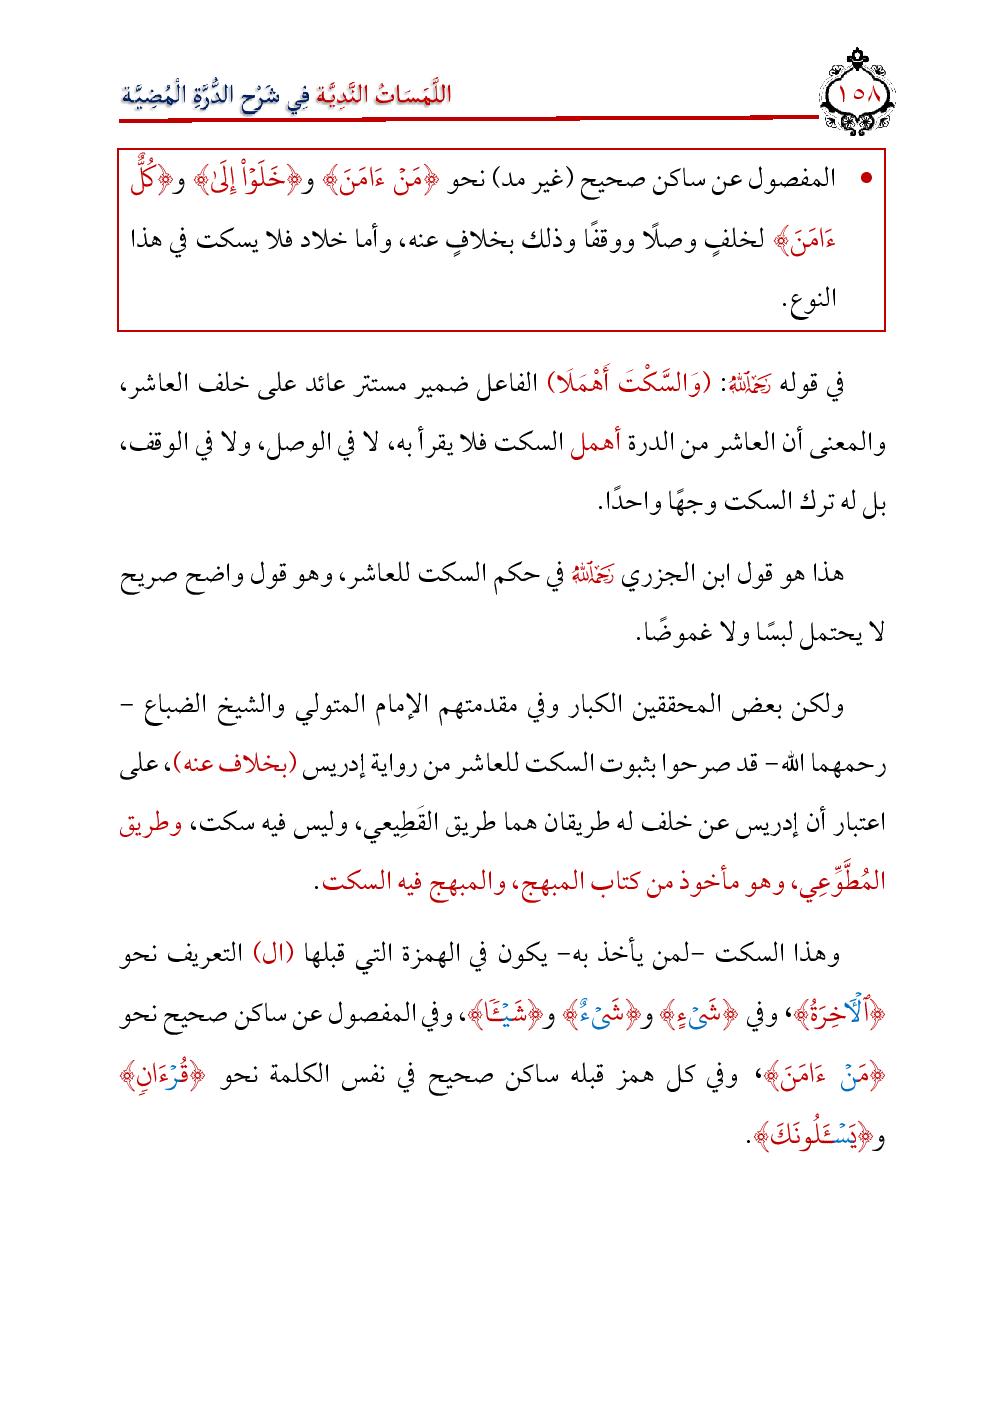 ١٥٨
اللَّمَسَاتُ النَّدِيَّة فِي شَرْح الدُّرَّةِ الْمُضِيَّة
• المفصول عن ساكن صحيح (غير مد) نحو ﴿مَنۡ ءَامَنَ﴾ و﴿خَلَوۡاْ إِلَىٰ﴾ و﴿كُلٌّ
ءَامَنَ﴾ لخلفٍ وصلًا ووقفًا وذلك بخلافٍ عنه، وأما خلاد فلا يسكت في هذا
النوع.
في قوله رَحِمَهُ ٱللَّهُ: (وَالسَّكْتَ أَهْمَلَا) الفاعل ضمير مستتر عائد على خلف العاشر،
والمعنى أن العاشر من الدرة أهمل السكت فلا يقرأ به، لا في الوصل، ولا في الوقف،
بل له ترك السكت وجهًا واحدًا.
هذا هو قول ابن الجزري رَحِمَهُ ٱللَّهُ في حكم السكت للعاشر، وهو قول واضح صريح
لا يحتمل لبسًا ولا غموضًا.
ولكن بعض المحققين الكبار وفي مقدمتهم الإمام المتولي والشيخ الضباع –
رحمهما الله– قد صرحوا بثبوت السكت للعاشر من رواية إدريس (بخلاف عنه)، على
اعتبار أن إدريس عن خلف له طريقان هما طريق القَطِيعي، وليس فيه سكت، وطريق
المُطَّوِّعِي، وهو مأخوذ من كتاب المبهج، والمبهج فيه السكت.
وهذا السكت –لمن يأخذ به– يكون في الهمزة التي قبلها (ال) التعريف نحو
﴿ٱلۡأٓخِرَةُ﴾، وفي ﴿شَيۡءٍ﴾ و﴿شَيۡءٌ﴾ و﴿شَيۡـًٔا﴾، وفي المفصول عن ساكن صحيح نحو
﴿مَنۡ ءَامَنَ﴾، وفي كل همز قبله ساكن صحيح في نفس الكلمة نحو ﴿قُرۡءَانٖ﴾
و﴿يَسۡـَٔلُونَكَ﴾.